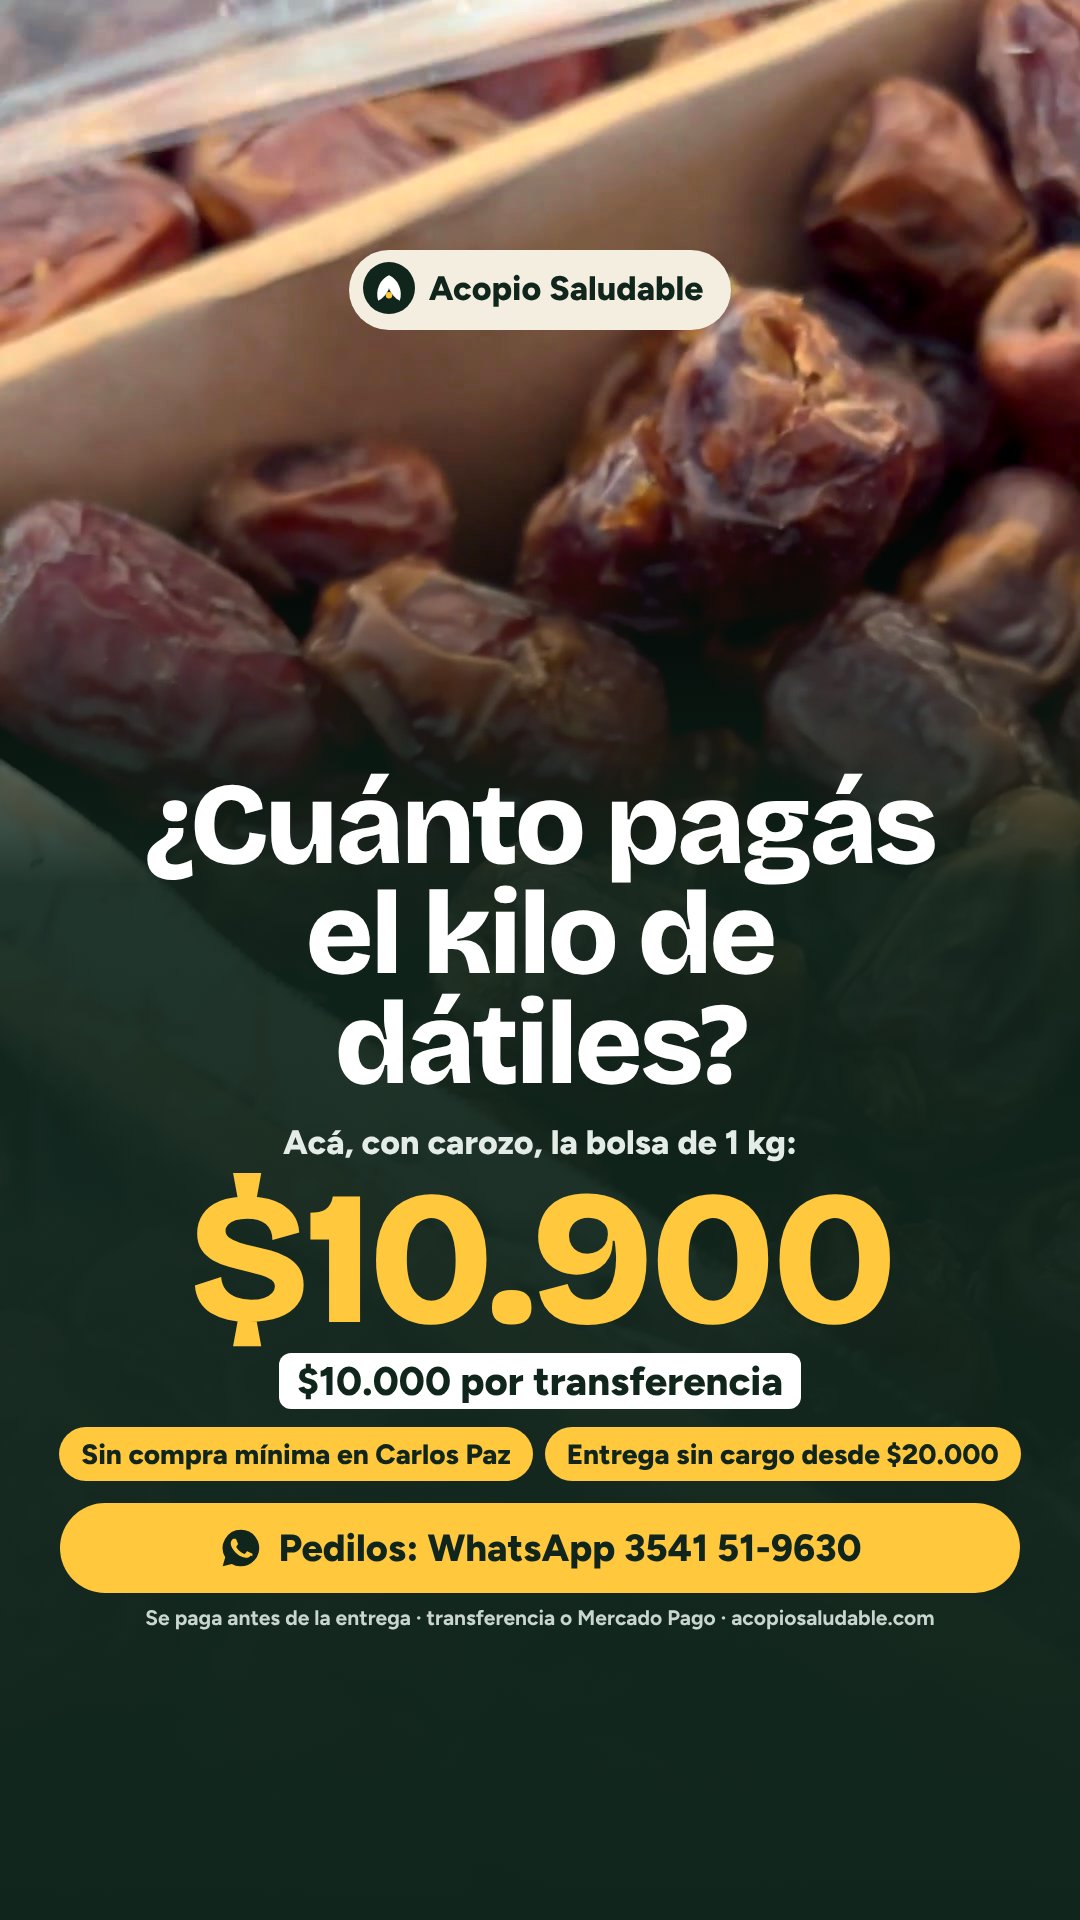 Acopio Saludable
¿Cuánto pagás
el kilo de
dátiles?
Acá, con carozo, la bolsa de 1 kg:
$10.900
$10.000 por transferencia
Sin compra mínima en Carlos Paz
Entrega sin cargo desde $20.000
Pedilos: WhatsApp 3541 51-9630
Se paga antes de la entrega · transferencia o Mercado Pago · acopiosaludable.com